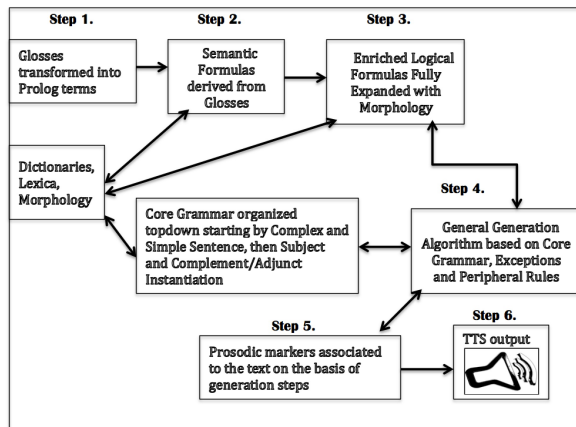 Step 1.
Step 2.
Step 3.
Glosses
transformed into
Prolog terms
Semantic
Formulas
derived from
Glosses
Enriched Logical
Formulas Fully
Expanded with
Morphology
Dictionaries,
Lexica,
Morphology
Step 4.
Core Grammar organized
topdown starting by Complex and
Simple Sentence, then Subject
and Complement/Adjunct
Instantiation
General Generation
Algorithm based on Core
Grammar, Exceptions
and Peripheral Rules
Step 5.
Step 6.
Prosodic markers associated
to the text on the basis of
generation steps
TTS output